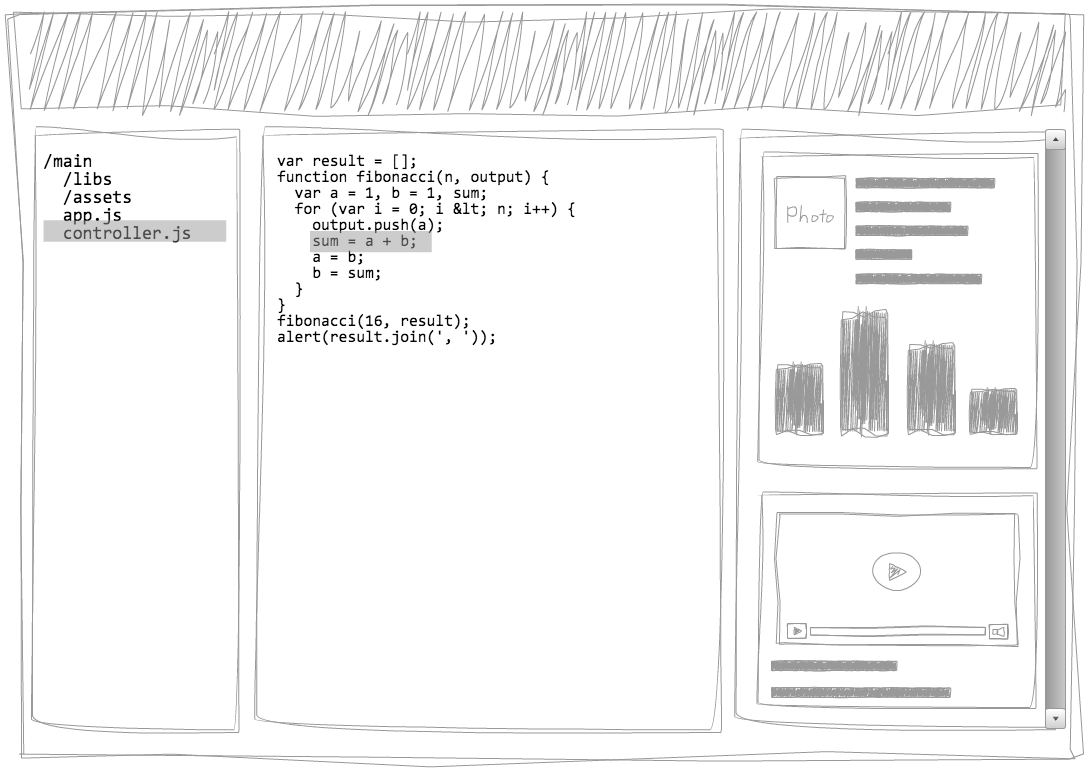 /main
/libs
/assets
app.js
controller.js
var result = [];
function fibonacci(n, output) {
  var a = 1, b = 1, sum;
  for (var i = 0; i &lt; n; i++) {
    output.push(a);
    sum = a + b;
    a = b;
    b = sum;
  }
}
fibonacci(16, result);
alert(result.join(', '));
Photo